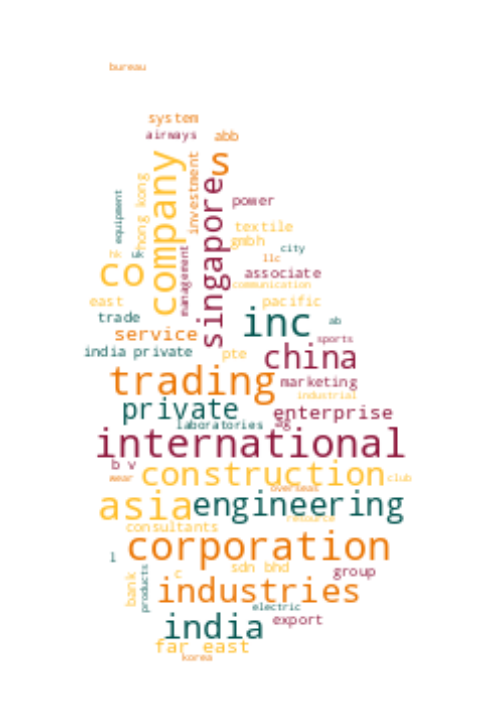 bureau
system
airways
abb
s
company
investment
hong kong
equipment
singapore
power
textile
gmbh
city
uk
hk
llc
management
co
associate
communication
east
pacific
trade
inc
ab
service
sports
india private
pte
china
trading
marketing
industrial
private
enterprise
laboratories
ag
international
b v
wear
construction
club
overseas
asia
engineering
resource
consultants
corporation
l
sdn bhd
c
group
bank
products
industries
electric
india
export
far east
korea